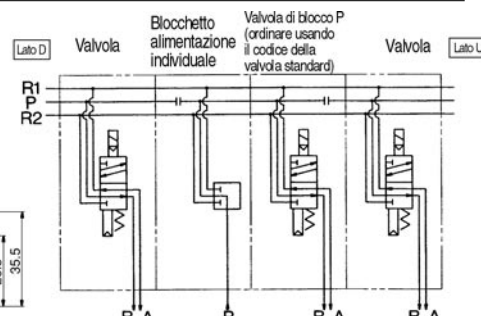 Lato D
Valvola
Blocchetto
alimentazione
individuale
Valvola di blocco P
(ordinare usando
il codice della
valvola standard)
Valvola
Lato U
R1
P
R2
35.5